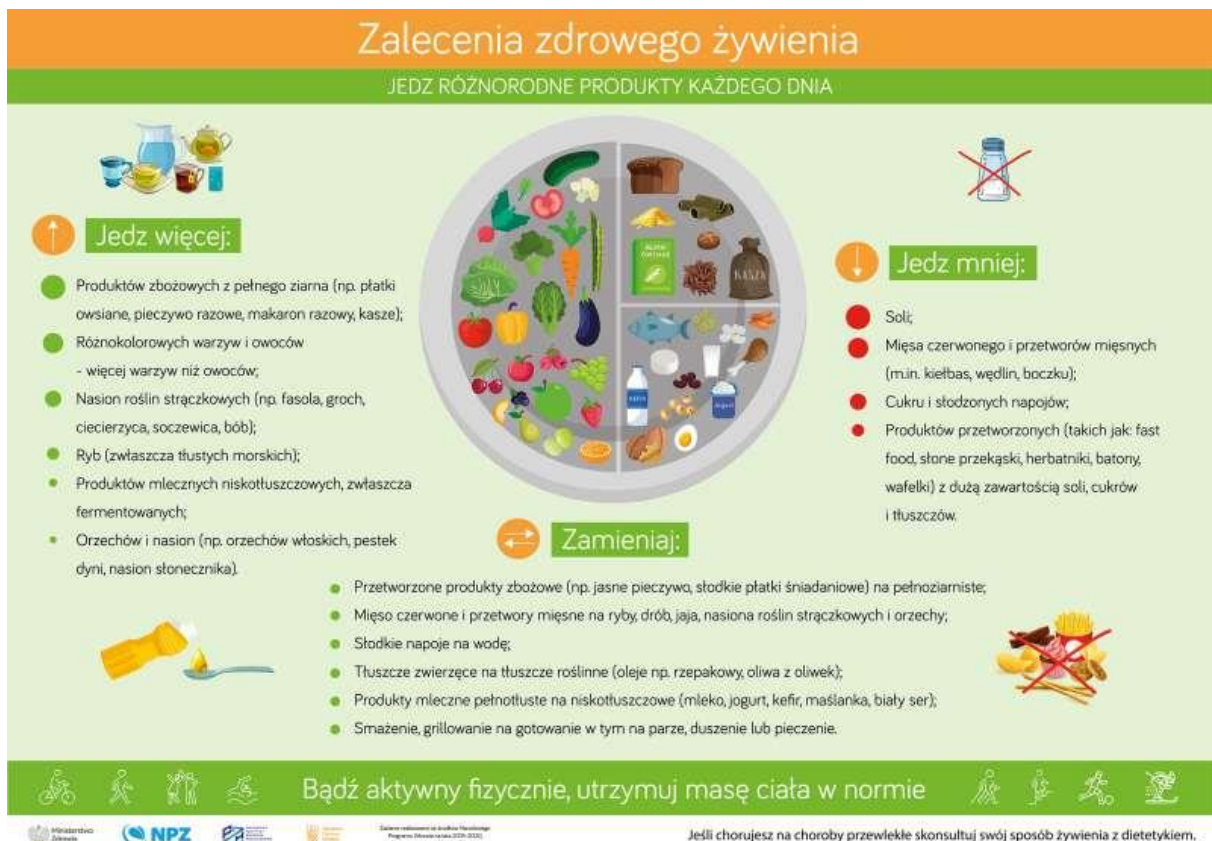 Zalecenia zdrowego żywienia
JEDZ RÓŻNORODNE PRODUKTY KAŻDEGO DNIA
Jedz więcej:
Produktów zbożowych z pełnego ziarna (np. płatki
owsiane, pieczywo razowe, makaron razowy, kasze);
Różnokolorowych warzyw i owoców
- więcej warzyw niż owoców;
Nasion roślin strączkowych (np. fasola, groch,
ciecierzyca, soczewica, bób);
Ryb (zwłaszcza tłustych morskich);
Produktów mlecznych niskotłuszczowych, zwłaszcza
fermentowanych;
Orzechów i nasion (np. orzechów włoskich, pestek
dyni, nasion słonecznika).
KASZA
Jedz mniej:
Soli;
Mięsa czerwonego i przetworów mięsnych
(m.in. kiełbas, wędlin, boczku);
Cukru i słodzonych napojów;
Produktów przetworzonych (takich jak: fast
food, słone przekąski, herbatniki, batony,
wafelki) z dużą zawartością soli, cukrów
i tłuszczów.
Zamieniaj:
Przetworzone produkty zbożowe (np. jasne pieczywo, słodkie płatki śniadaniowe) na pełnoziarniste;
Mięso czerwone i przetwory mięsne na ryby, drób, jaja, nasiona roślin strączkowych i orzechy;
Słodkie napoje na wodę;
Tłuszcze zwierzęce na tłuszcze roślinne (oleje np. rzepakowy, oliwa z oliwek);
Produkty mleczne pełnotłuste na niskotłuszczowe (mleko, jogurt, kefir, maślanka, biały ser);
Smażenie, grillowanie na gotowanie w tym na parze, duszenie lub pieczenie.
Bądź aktywny fizycznie, utrzymuj masę ciała w normie
Ministerstwo
Zdrowia
NPZ
Jeśli chorujesz na choroby przewlekłe skonsultuj swój sposób żywienia z dietetykiem.